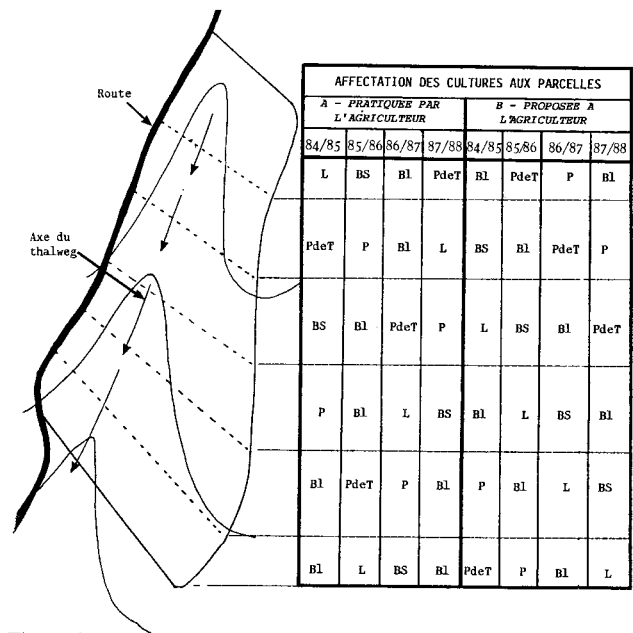 AFFECTATION DES CULTURES AUX PARCELLES
A - PRATIQUEE PAR L'AGRICULTEUR
B - PROPOSEE A L'AGRICULTEUR
84/85 85/86 86/87 87/88 84/85 85/86 86/87 87/88
L BS Bl PdeT Bl PdeT P Bl
PdeT P Bl L BS Bl PdeT P
BS Bl PdeT P L BS Bl PdeT
P Bl L BS Bl L BS Bl
Bl PdeT P Bl P Bl L BS
Bl L BS Bl PdeT P Bl L
Route
Axe du
thalweg